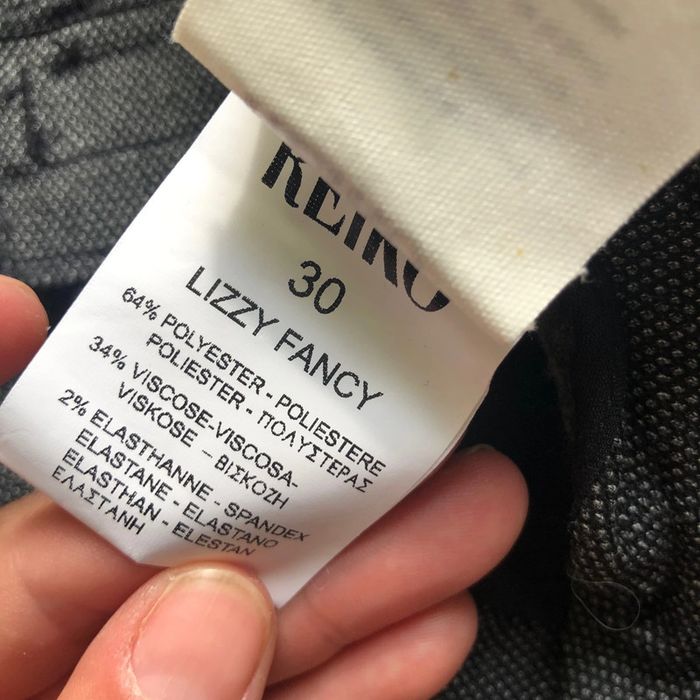 REIKO
30
LIZZY FANCY
64% POLYESTER - POLIESTERE
POLIESTER - ΠΟΛΥΣΤΕΡΑΣ
34% VISCOSE-VISCOSA-
VISKOSE – ΒΙΣΚΟΖΗ
2% ELASTHANNE - SPANDEX
ELASTANE - ELASTANO
ELASTHAN - ELESTAN
ΕΛΑΣΤΑΝΗ